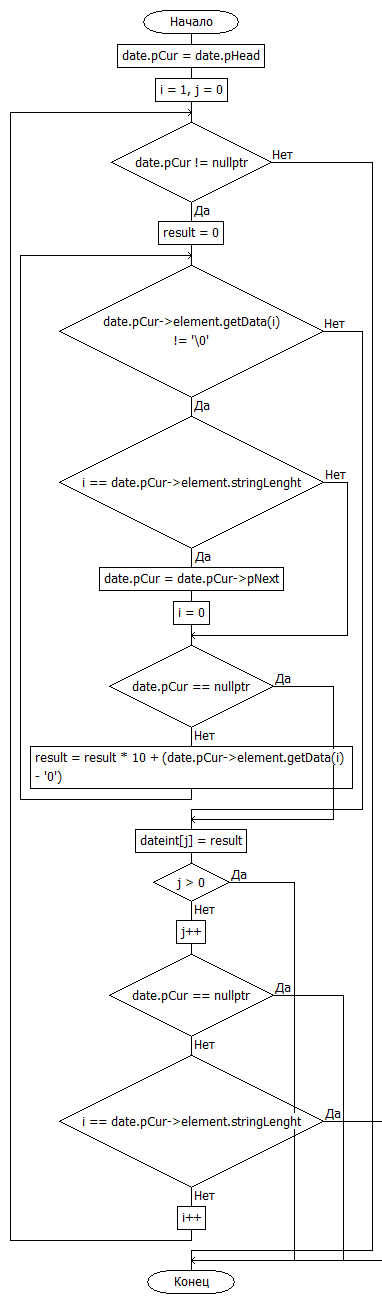 Начало
date.pCur = date.pHead
i = 1, j = 0
date.pCur != nullptr
Нет
Да
result = 0
date.pCur->element.getData(i)
!= '\0'
Нет
Да
i == date.pCur->element.stringLenght
Нет
Да
date.pCur = date.pCur->pNext
i = 0
date.pCur == nullptr
Да
Нет
result = result * 10 + (date.pCur->element.getData(i)
- '0')
dateint[j] = result
j > 0
Да
Нет
j++
date.pCur == nullptr
Да
Нет
i == date.pCur->element.stringLenght
Да
Нет
i++
Конец